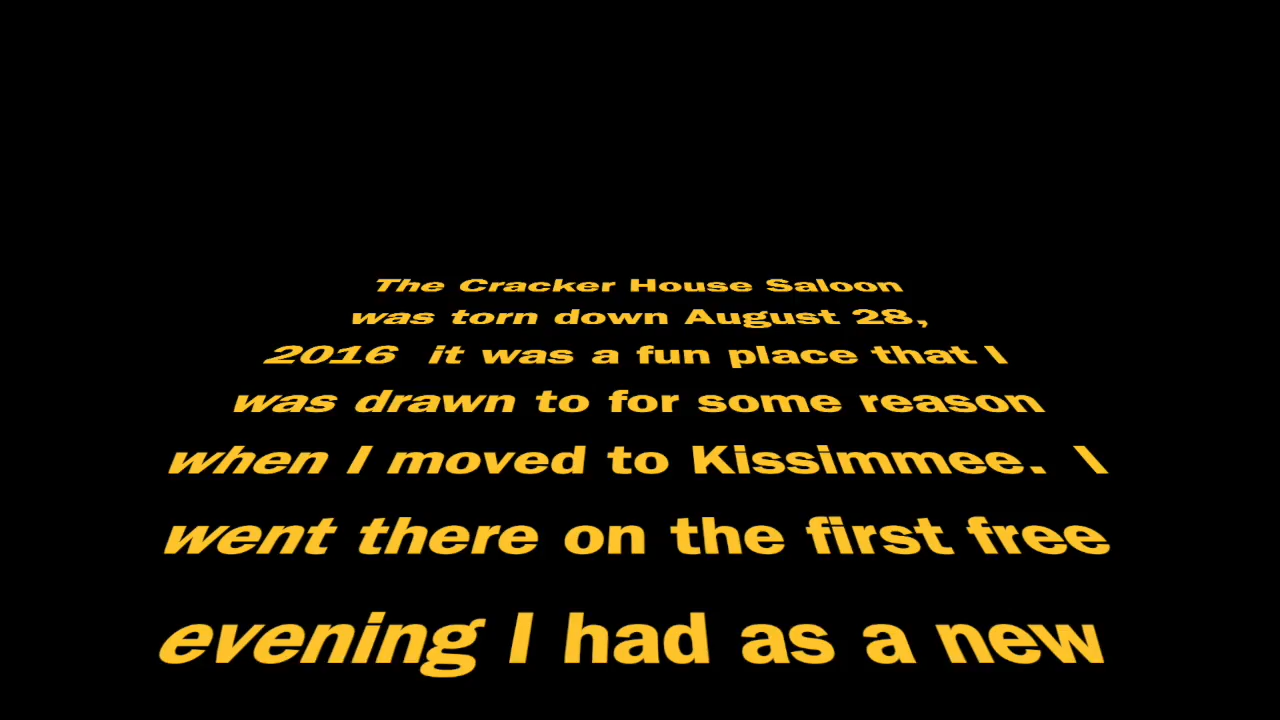 The Cracker House Saloon
was torn down August 28,
2016  it was a fun place that I
was drawn to for some reason
when I moved to Kissimmee.  I
went there on the first free
evening I had as a new